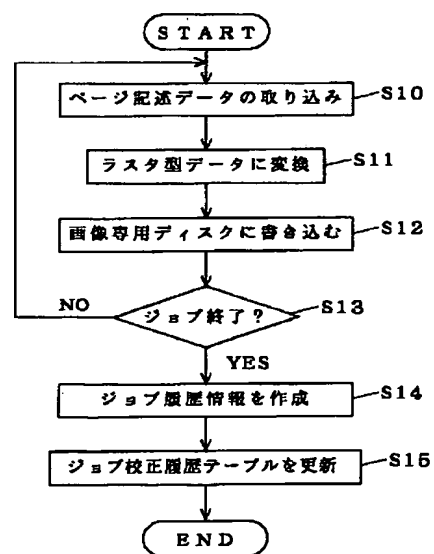 START
ページ記述データの取り込み
S10
ラスタ型データに変換
S11
画像専用ディスクに書き込む
S12
ジョブ終了？
S13
NO
YES
ジョブ履歴情報を作成
S14
ジョブ校正履歴テーブルを更新
S15
END